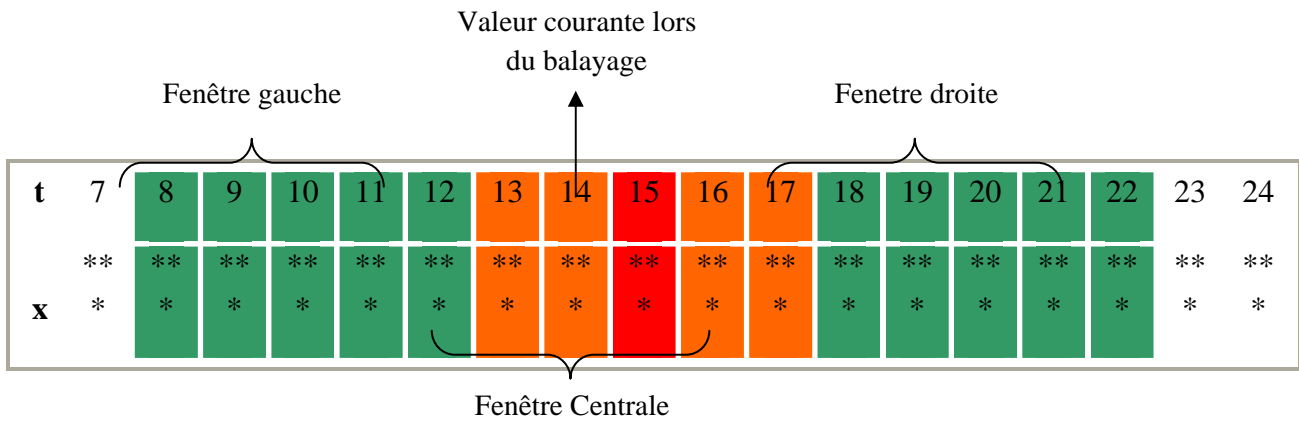 Valeur courante lors
du balayage
Fenêtre gauche
Fenetre droite
t 7 8 9 10 11 12 13 14 15 16 17 18 19 20 21 22 23 24
** ** ** ** ** ** ** ** ** ** ** ** ** ** ** ** ** **
x * * * * * * * * * * * * * * * * * *
Fenêtre Centrale